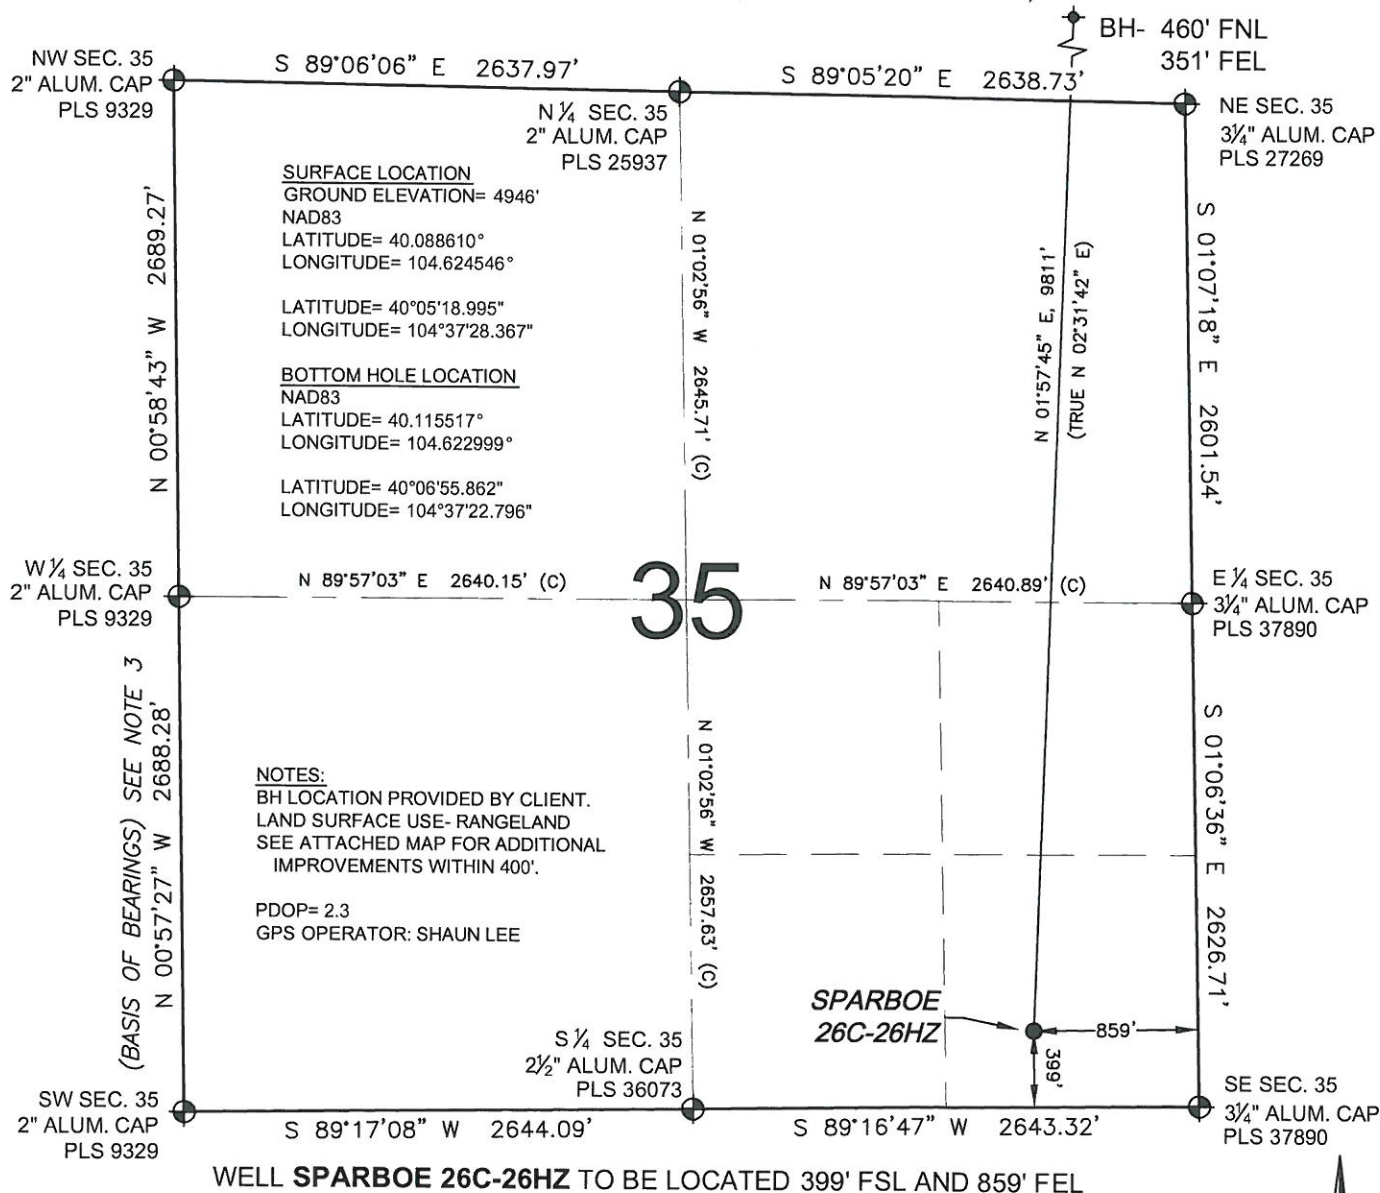 BH- 460' FNL
351' FEL
NW SEC. 35
2" ALUM. CAP
PLS 9329
S 89°06'06" E 2637.97'
S 89°05'20" E 2638.73'
N ¼ SEC. 35
2" ALUM. CAP
PLS 25937
NE SEC. 35
3¼" ALUM. CAP
PLS 27269
SURFACE LOCATION
GROUND ELEVATION= 4946'
NAD83
LATITUDE= 40.088610°
LONGITUDE= 104.624546°
LATITUDE= 40°05'18.995"
LONGITUDE= 104°37'28.367"
BOTTOM HOLE LOCATION
NAD83
LATITUDE= 40.115517°
LONGITUDE= 104.622999°
LATITUDE= 40°06'55.862"
LONGITUDE= 104°37'22.796"
N 00°58'43" W 2689.27'
N 01°02'56" W 2645.71' (C)
N 01°57'45" E, 9811'
(TRUE N 02°31'42" E)
S 01°07'18" E 2601.54'
W ¼ SEC. 35
2" ALUM. CAP
PLS 9329
N 89°57'03" E 2640.15' (C)
35
N 89°57'03" E 2640.89' (C)
E ¼ SEC. 35
3¼" ALUM. CAP
PLS 37890
(BASIS OF BEARINGS) SEE NOTE 3
N 00°57'27" W 2688.28'
NOTES:
BH LOCATION PROVIDED BY CLIENT.
LAND SURFACE USE- RANGELAND
SEE ATTACHED MAP FOR ADDITIONAL
IMPROVEMENTS WITHIN 400'.
PDOP= 2.3
GPS OPERATOR: SHAUN LEE
N 01°02'56" W 2657.63' (C)
S 01°06'36" E 2626.71'
SPARBOE
26C-26HZ
859'
399'
S ¼ SEC. 35
2½" ALUM. CAP
PLS 36073
SW SEC. 35
2" ALUM. CAP
PLS 9329
S 89°17'08" W 2644.09'
S 89°16'47" W 2643.32'
SE SEC. 35
3¼" ALUM. CAP
PLS 37890
WELL SPARBOE 26C-26HZ TO BE LOCATED 399' FSL AND 859' FEL